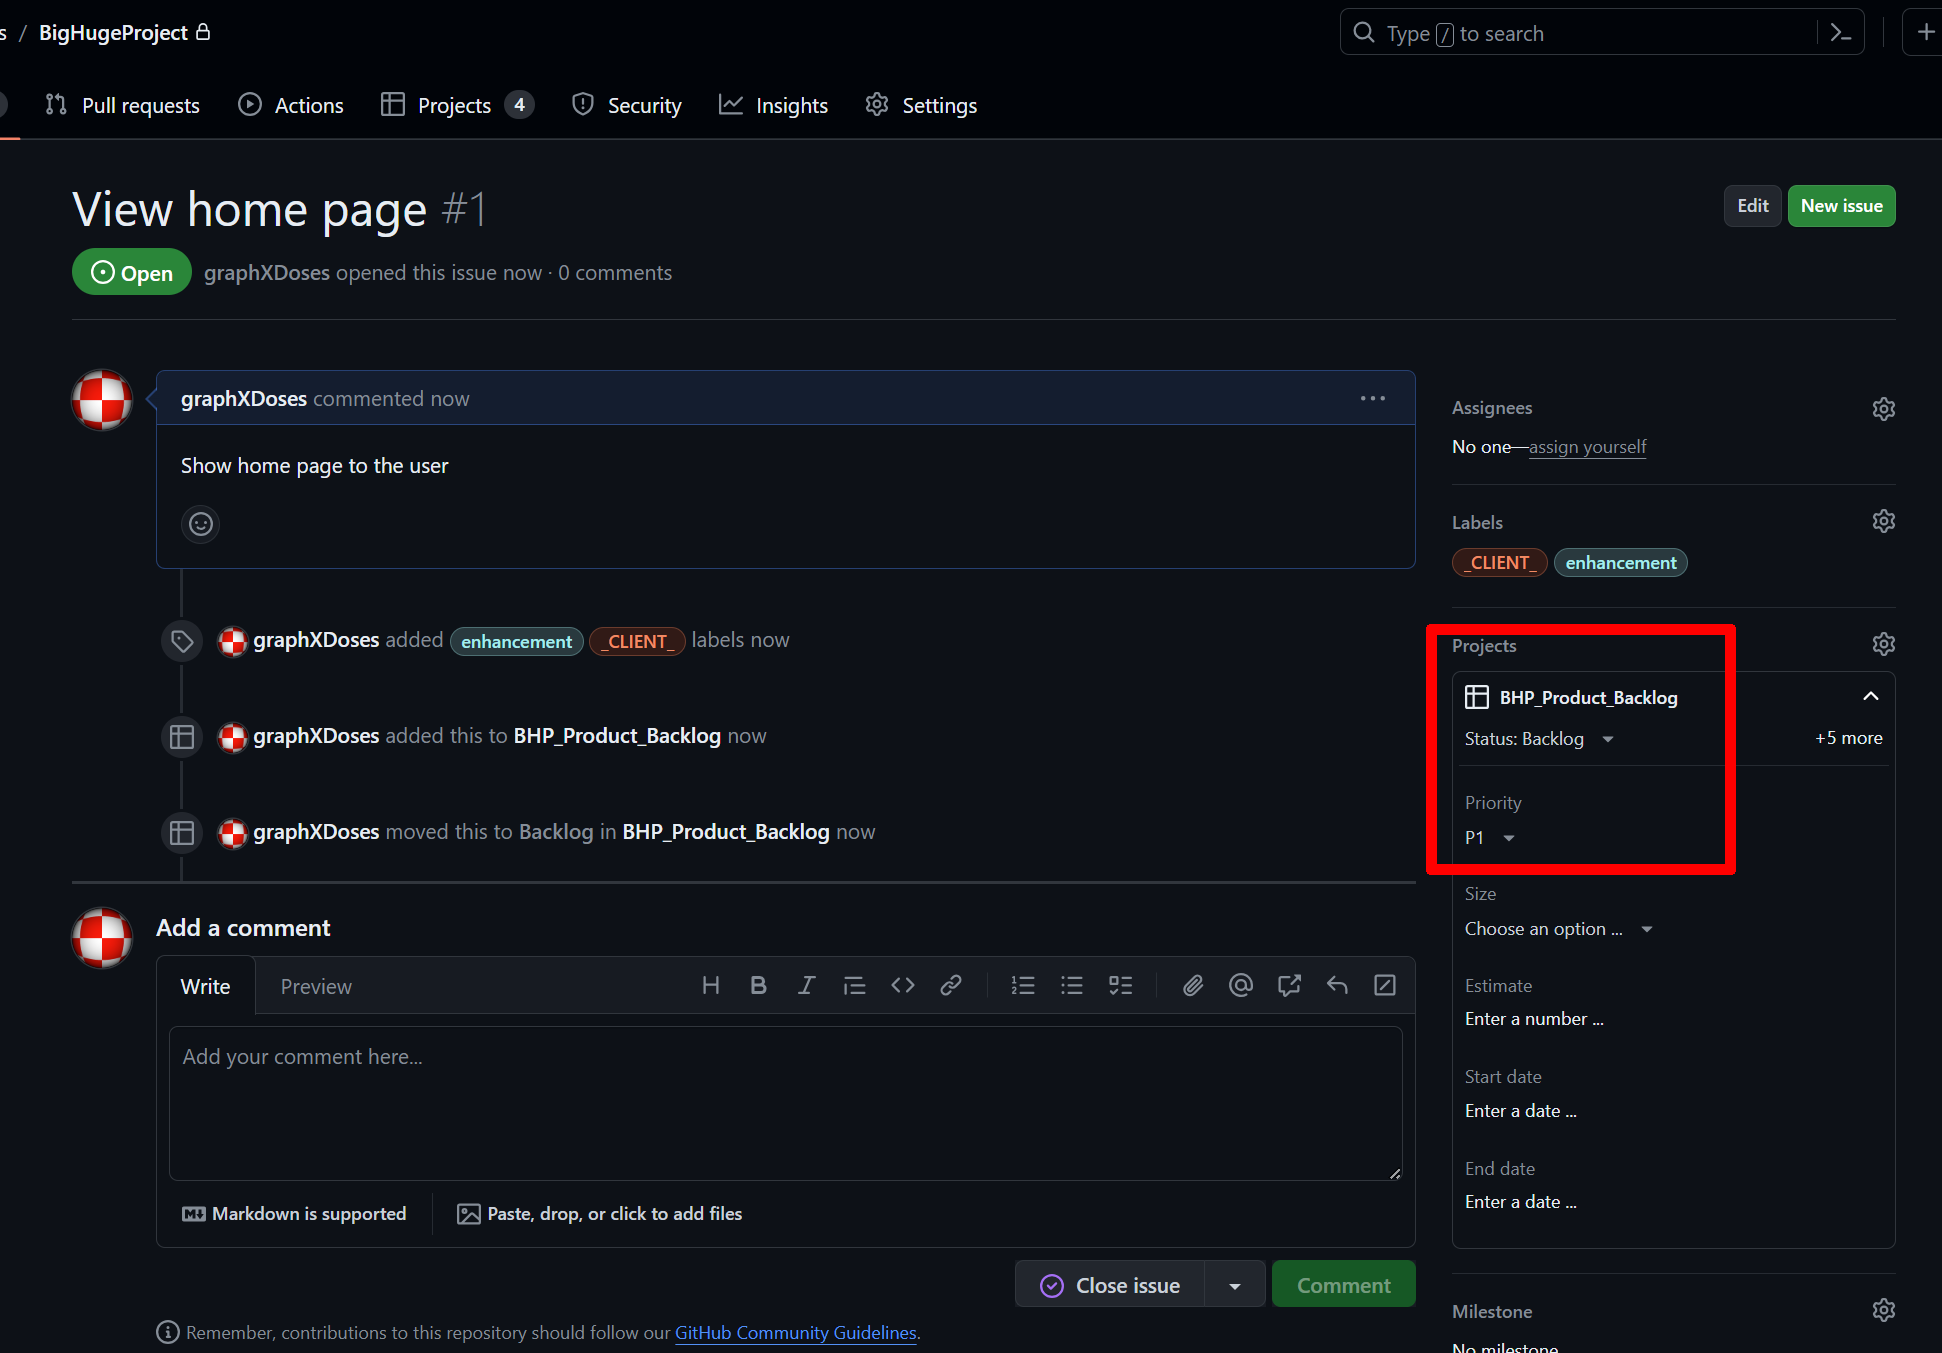 s / BigHugeProject
Type / to search
Pull requests
Actions
Projects 4
Security
Insights
Settings
View home page #1
Edit
New issue
Open
graphXDoses opened this issue now · 0 comments
graphXDoses commented now
Show home page to the user
graphXDoses added enhancement _CLIENT_ labels now
graphXDoses added this to BHP_Product_Backlog now
graphXDoses moved this to Backlog in BHP_Product_Backlog now
Add a comment
Write
Preview
Add your comment here...
Markdown is supported
Paste, drop, or click to add files
Close issue
Comment
Remember, contributions to this repository should follow our GitHub Community Guidelines.
Assignees
No one—assign yourself
Labels
_CLIENT_ enhancement
Projects
BHP_Product_Backlog
Status: Backlog
+5 more
Priority
P1
Size
Choose an option ...
Estimate
Enter a number ...
Start date
Enter a date ...
End date
Enter a date ...
Milestone
No milestone